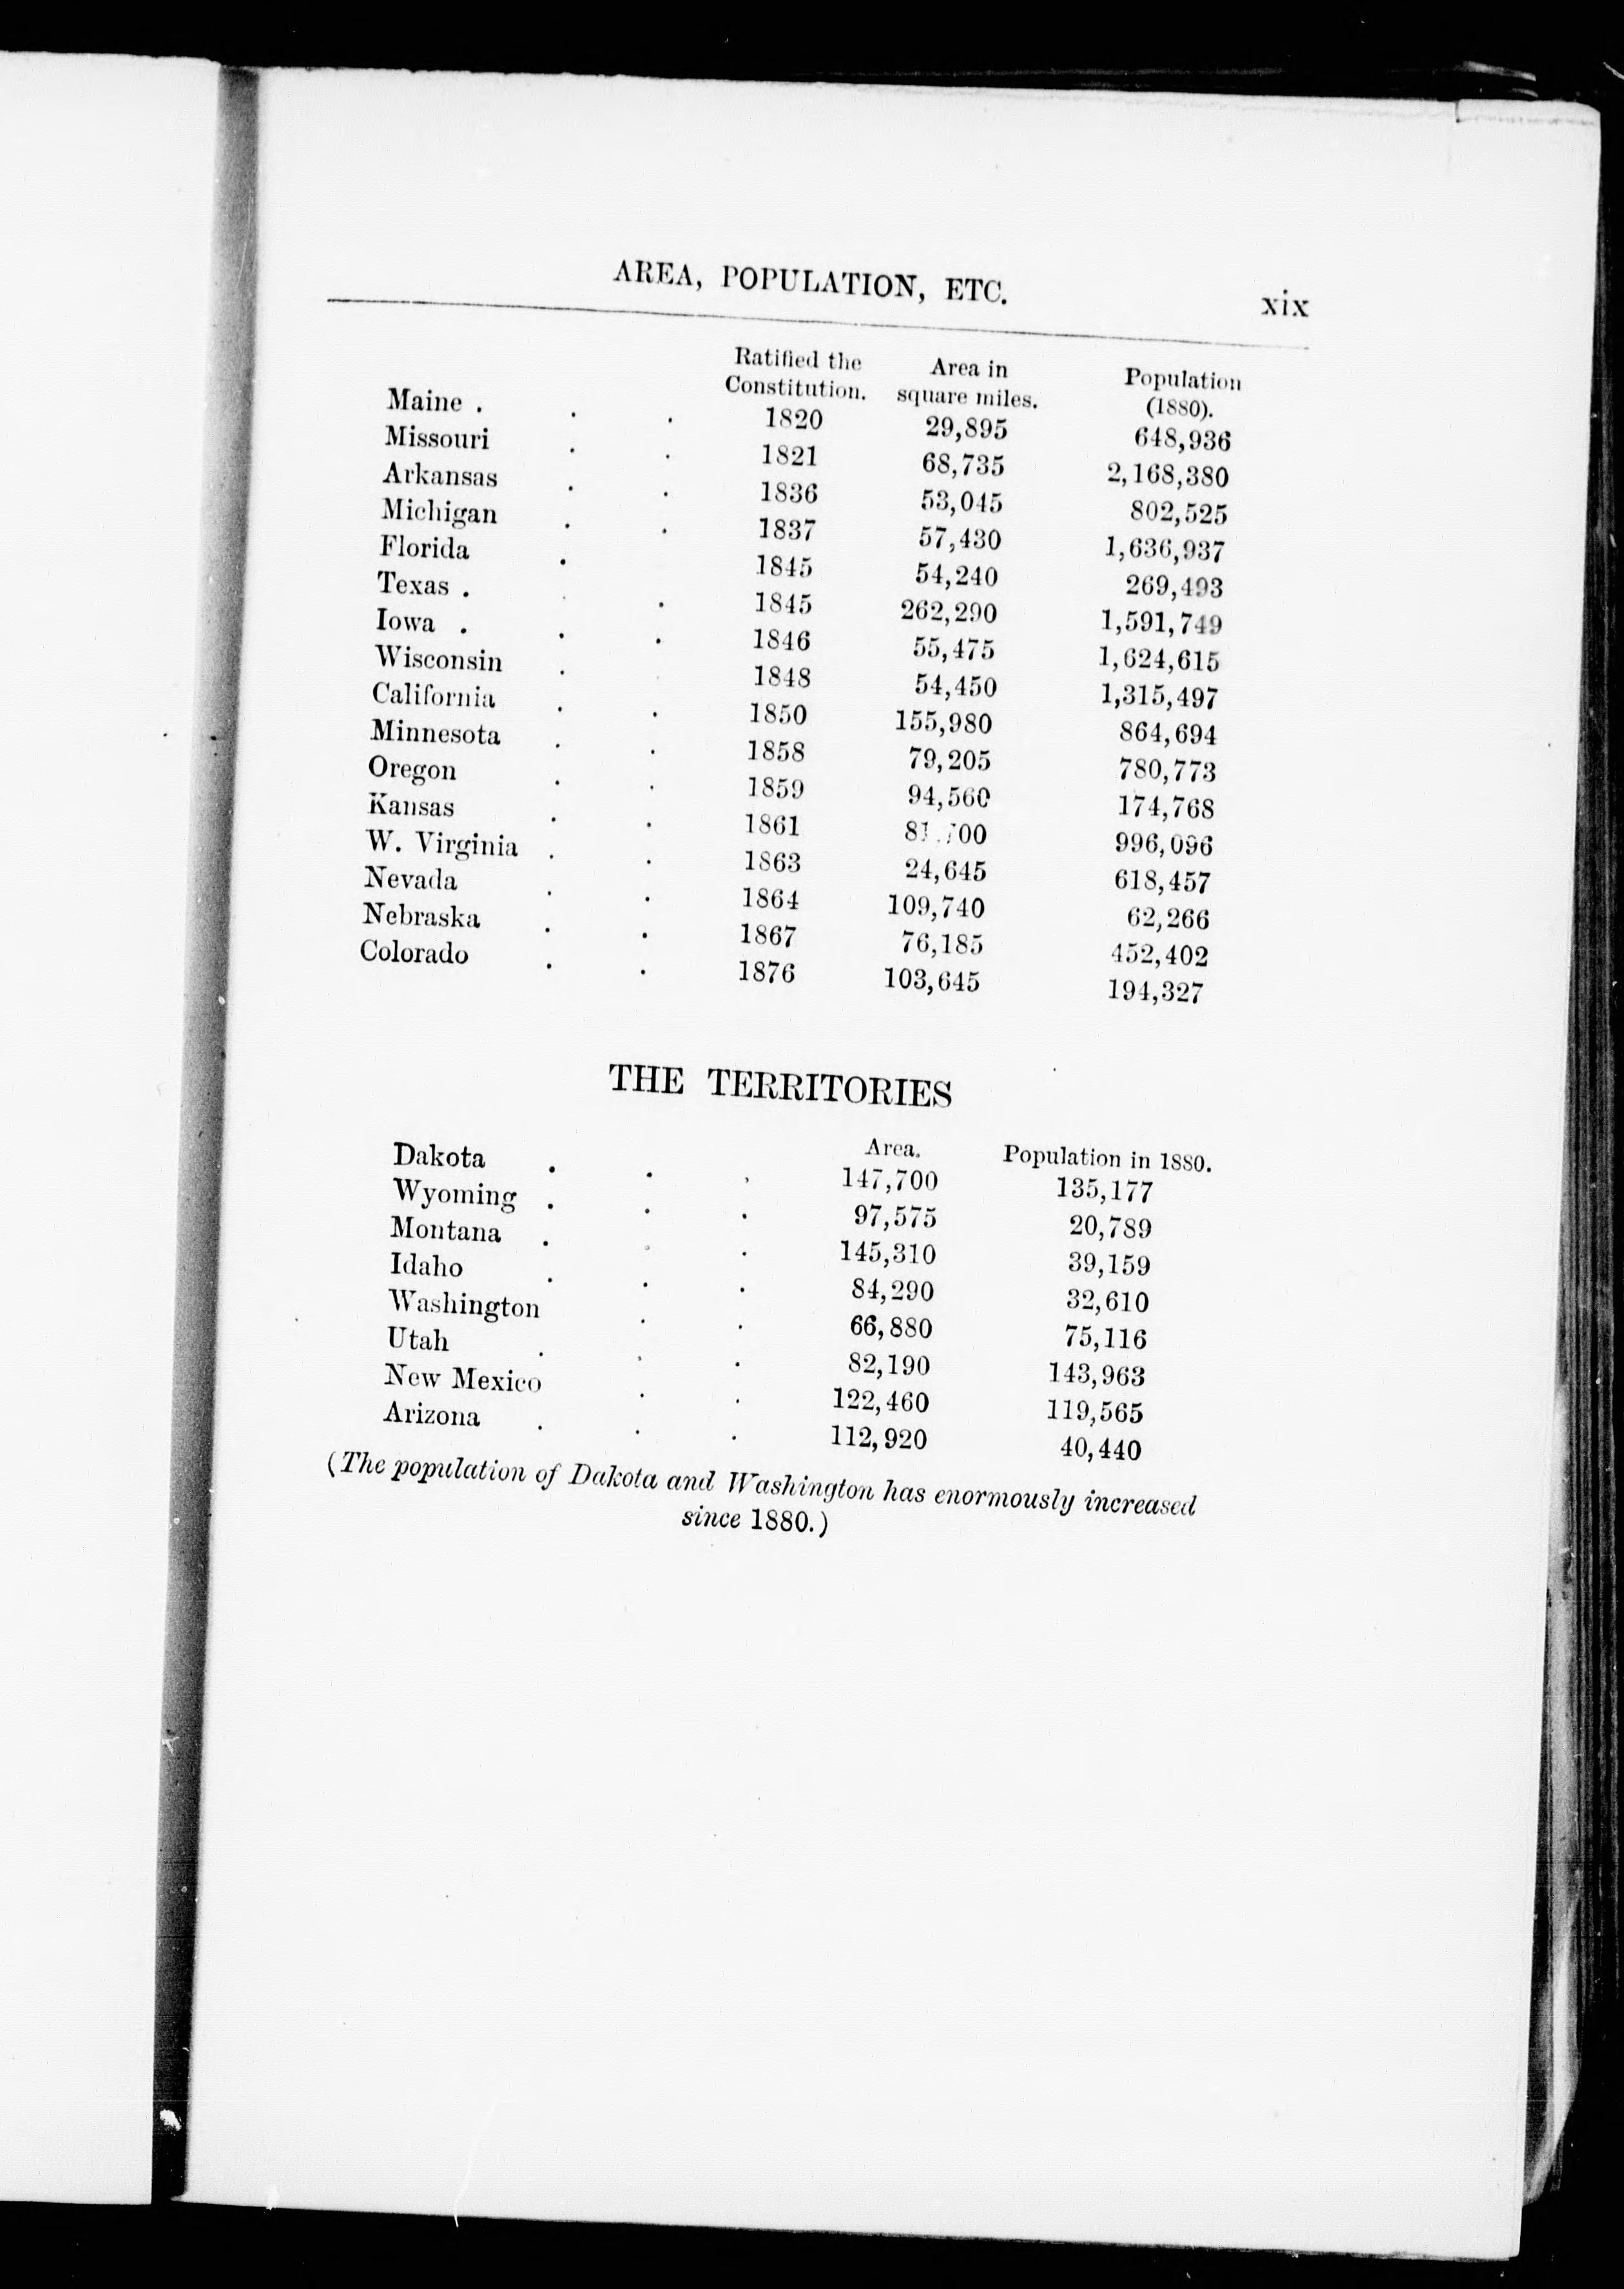 AREA, POPULATION, ETC. xix
Ratified the Area in Population
Constitution. square miles. (1880).
Maine . . . 1820 29,895 648,936
Missouri . . 1821 68,735 2,168,380
Arkansas . . 1836 53,045 802,525
Michigan . . 1837 57,430 1,636,937
Florida . 1845 54,240 269,493
Texas . . 1845 262,290 1,591,749
Iowa . . . 1846 55,475 1,624,615
Wisconsin . 1848 54,450 1,315,497
California . . 1850 155,980 864,694
Minnesota . . 1858 79,205 780,773
Oregon . . 1859 94,560 174,768
Kansas . . 1861 996,096
W. Virginia . . 1863 24,645 618,457
Nevada . . 1864 109,740 62,266
Nebraska . . 1867 76,185 452,402
Colorado . . 1876 103,645 194,327
THE TERRITORIES
Area. Population in 1880.
Dakota . . . 147,700 135,177
Wyoming . . . 97,575 20,789
Montana . . . 145,310 39,159
Idaho . . . 84,290 32,610
Washington . . 66,880 75,116
Utah . . . 82,190 143,963
New Mexico . . 122,460 119,565
Arizona . . . 112,920 40,440
(The population of Dakota and Washington has enormously increased
since 1880.)